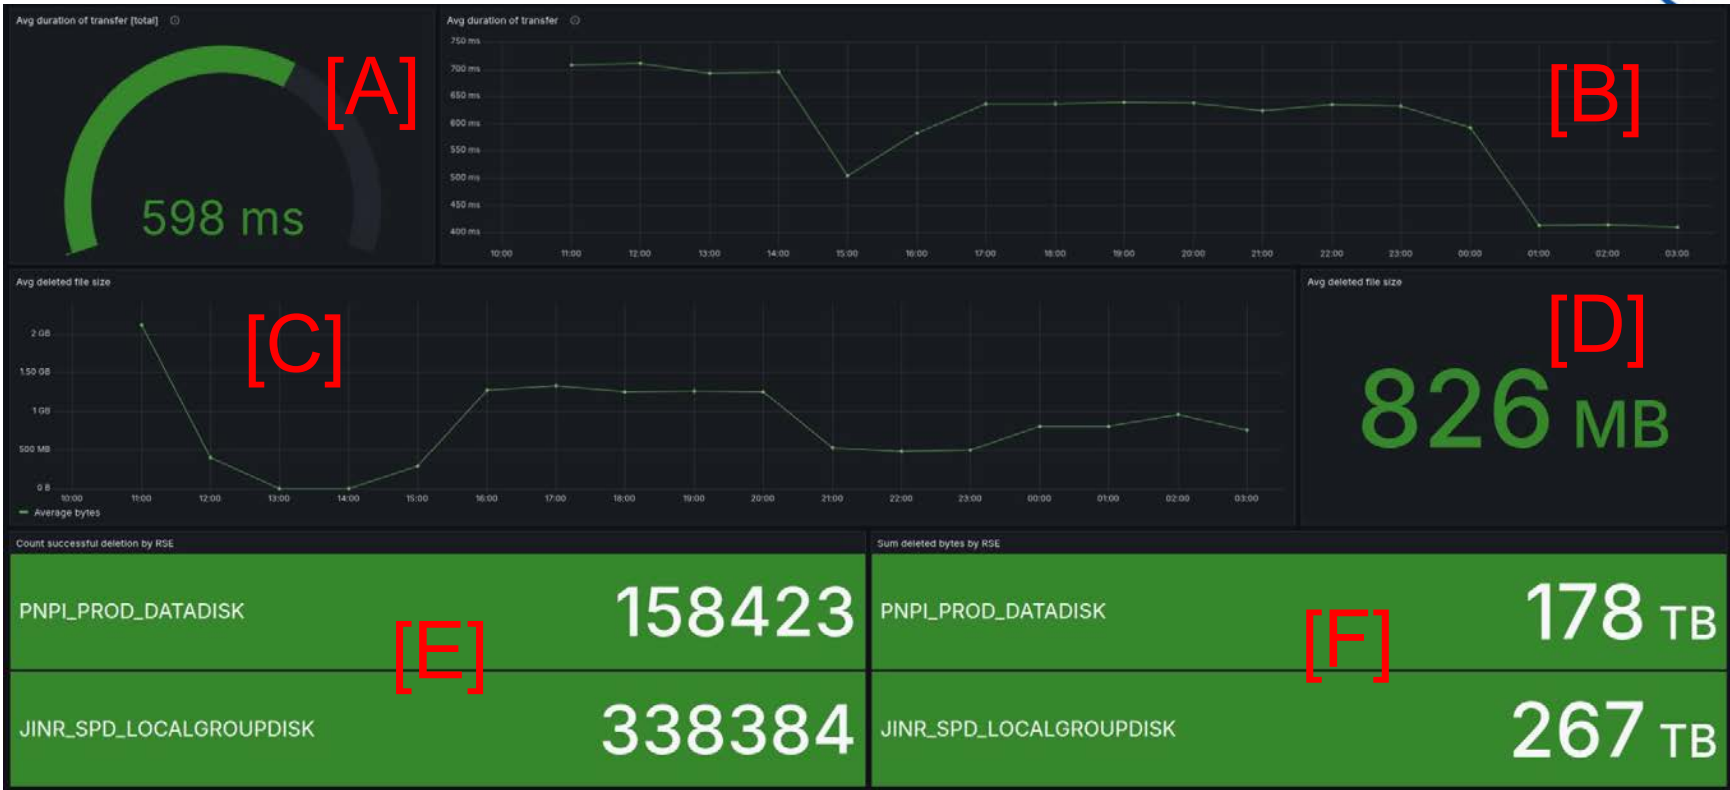 Avg duration of transfer [total]
[A]
598 ms
Avg duration of transfer
750 ms
700 ms
650 ms
600 ms
550 ms
500 ms
450 ms
400 ms
10:00 11:00 12:00 13:00 14:00 15:00 16:00 17:00 18:00 19:00 20:00 21:00 22:00 23:00 00:00 01:00 02:00 03:00
[B]
Avg deleted file size
2 GB
1.50 GB
1 GB
500 MB
0 B
10:00 11:00 12:00 13:00 14:00 15:00 16:00 17:00 18:00 19:00 20:00 21:00 22:00 23:00 00:00 01:00 02:00 03:00
Average bytes
[C]
Avg deleted file size
[D]
826 MB
Count successful deletion by RSE
PNPI_PROD_DATADISK 158423
[E]
JINR_SPD_LOCALGROUPDISK 338384
Sum deleted bytes by RSE
PNPI_PROD_DATADISK 178 TB
[F]
JINR_SPD_LOCALGROUPDISK 267 TB